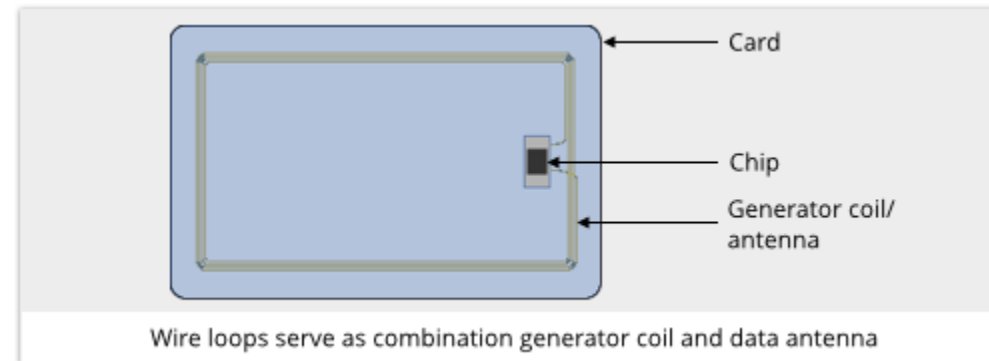 Card
Chip
Generator coil/
antenna
Wire loops serve as combination generator coil and data antenna